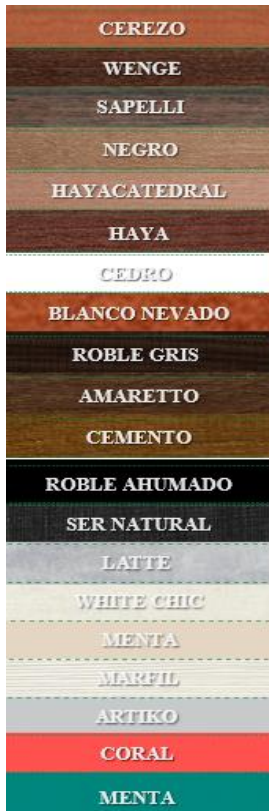 CEREZO
WENGE
SAPELLI
NEGRO
HAYACATEDRAL
HAYA
CEDRO
BLANCO NEVADO
ROBLE GRIS
AMARETTO
CEMENTO
ROBLE AHUMADO
SER NATURAL
LATTE
WHITE CHIC
MENTA
MARFIL
ARTIKO
CORAL
MENTA